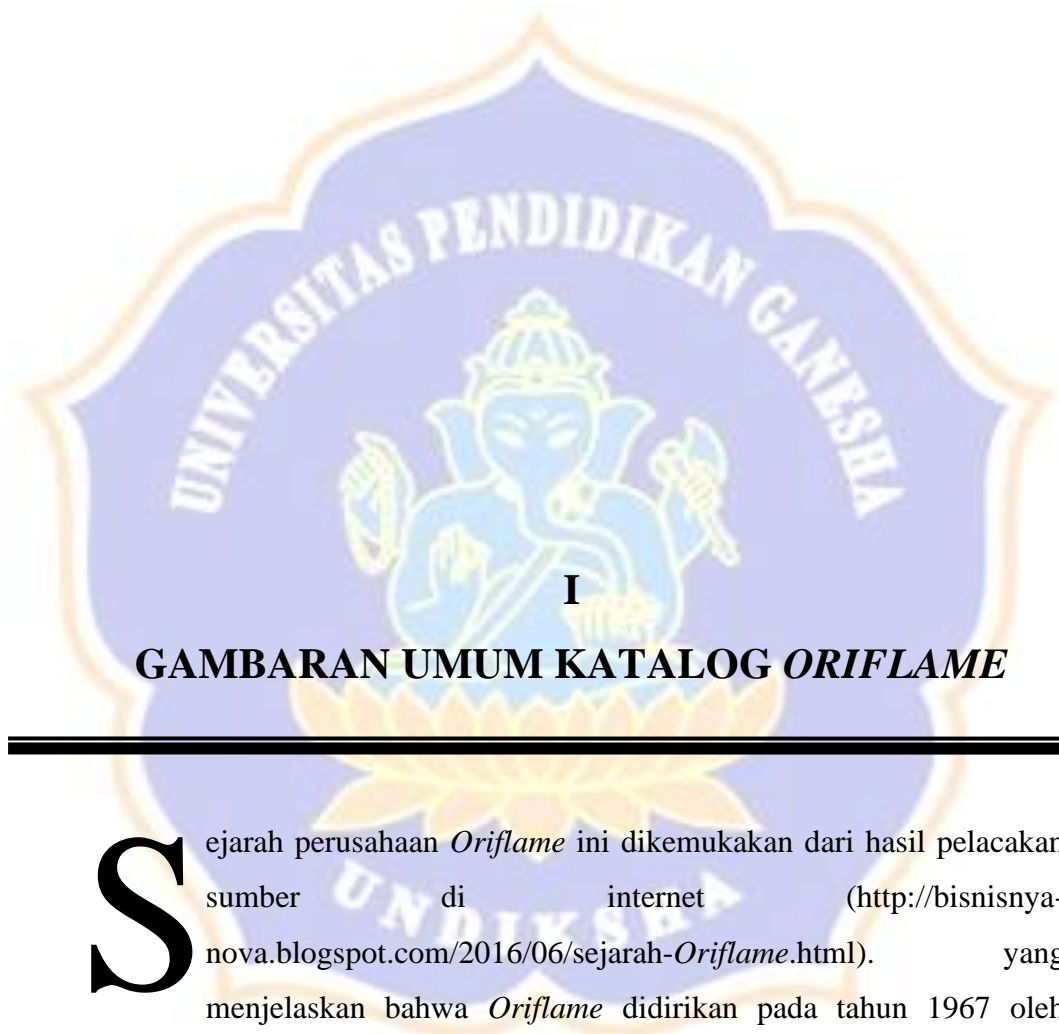 UNIVERSITAS PENDIDIKAN GANESHA
I
GAMBARAN UMUM KATALOG ORIFLAME
Sejarah perusahaan Oriflame ini dikemukakan dari hasil pelacakan
sumber di internet (http://bisnisnya-
nova.blogspot.com/2016/06/sejarah-Oriflame.html). yang
menjelaskan bahwa Oriflame didirikan pada tahun 1967 oleh
UNDIKSHA